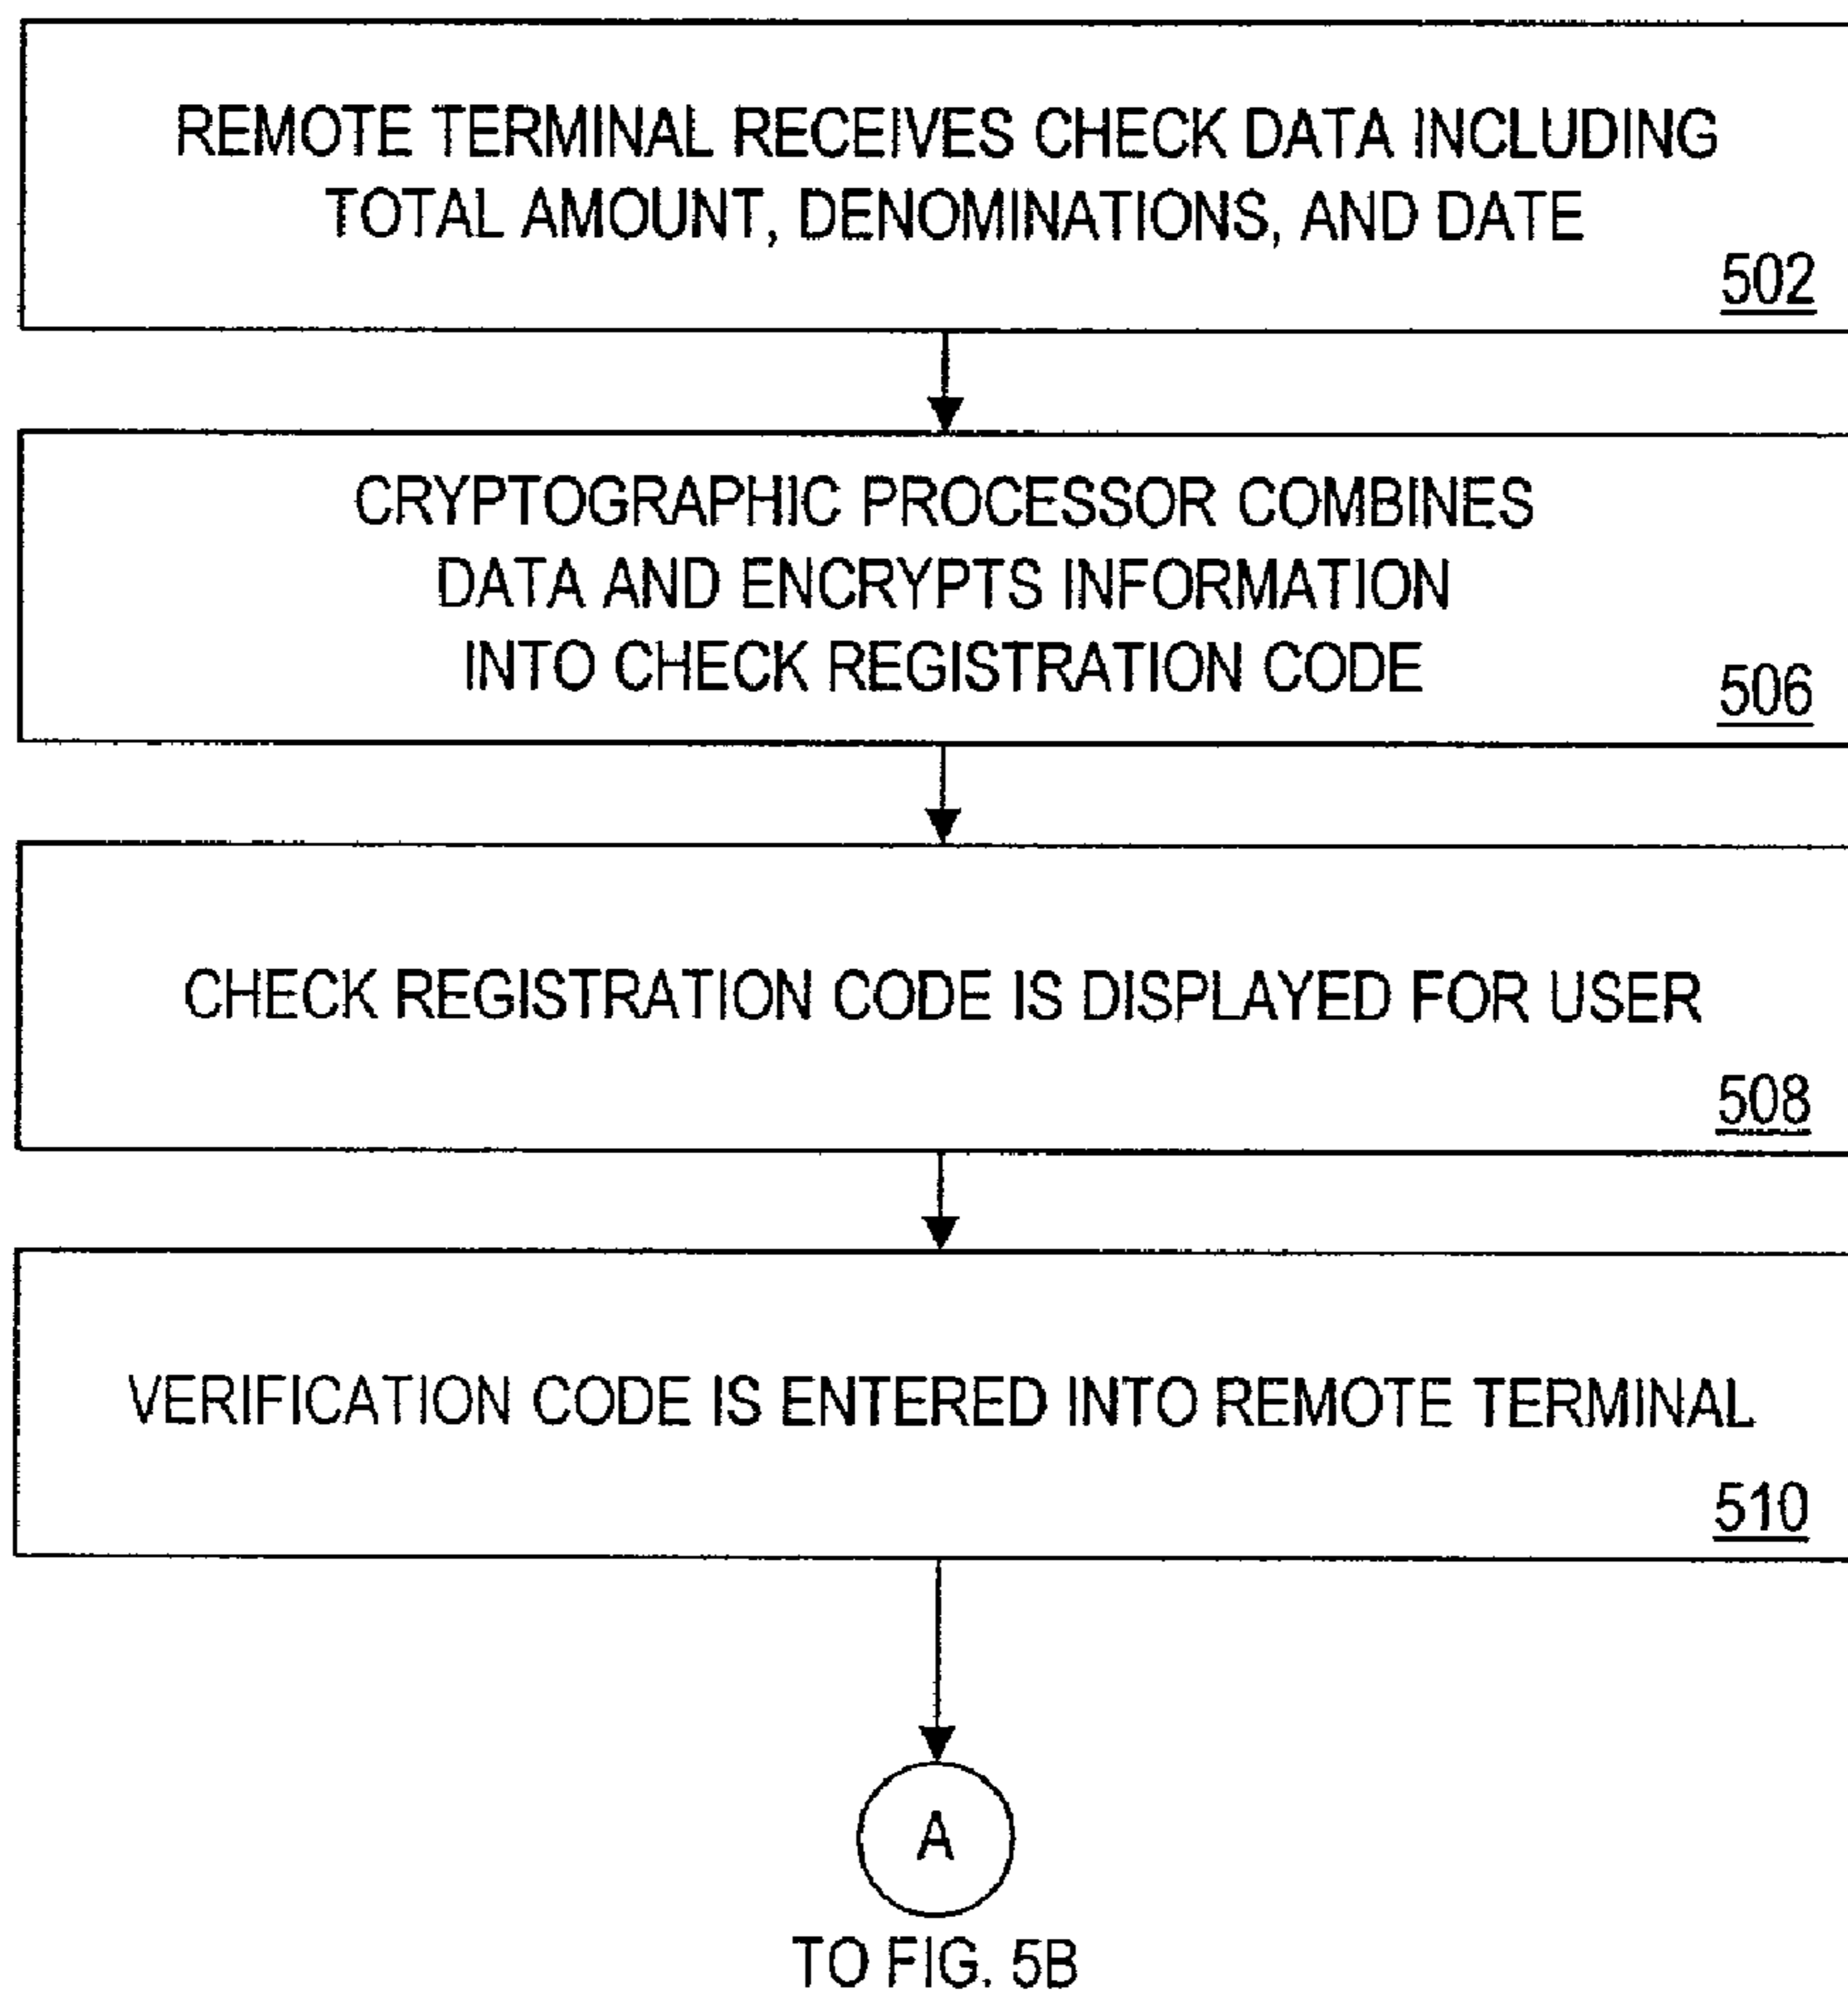 REMOTE TERMINAL RECEIVES CHECK DATA INCLUDING
TOTAL AMOUNT, DENOMINATIONS, AND DATE
502
CRYPTOGRAPHIC PROCESSOR COMBINES
DATA AND ENCRYPTS INFORMATION
INTO CHECK REGISTRATION CODE
506
CHECK REGISTRATION CODE IS DISPLAYED FOR USER
508
VERIFICATION CODE IS ENTERED INTO REMOTE TERMINAL
510
A
TO FIG. 5B